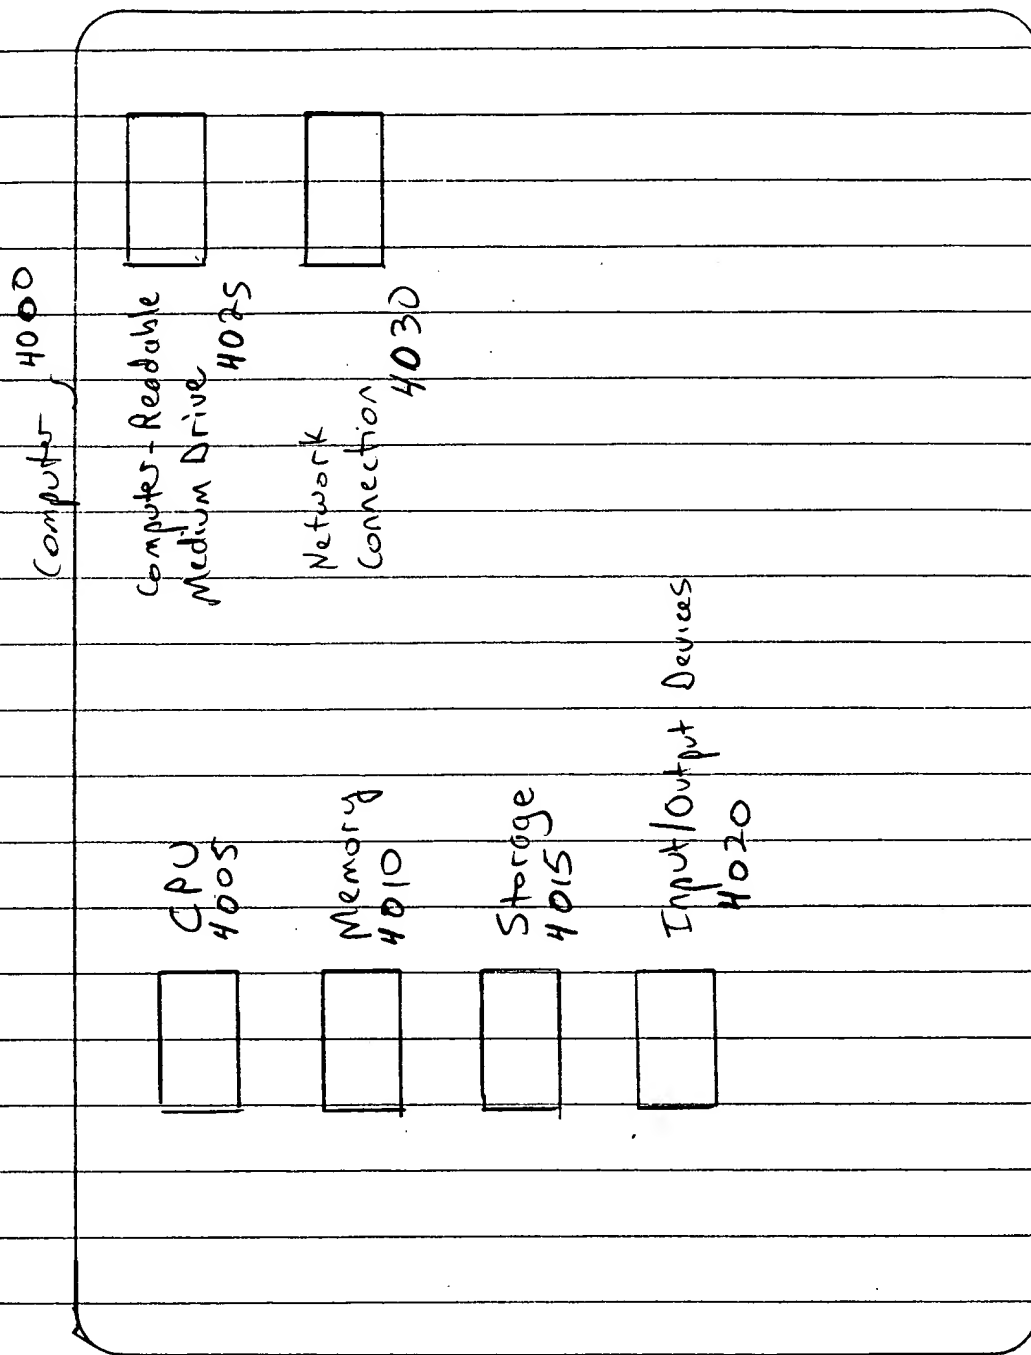 Computer 4000
CPU
4005
Memory
4010
Storage
4015
Input/Output Devices
4020
Computer-Readable
Medium Drive
4025
Network
Connection
4030